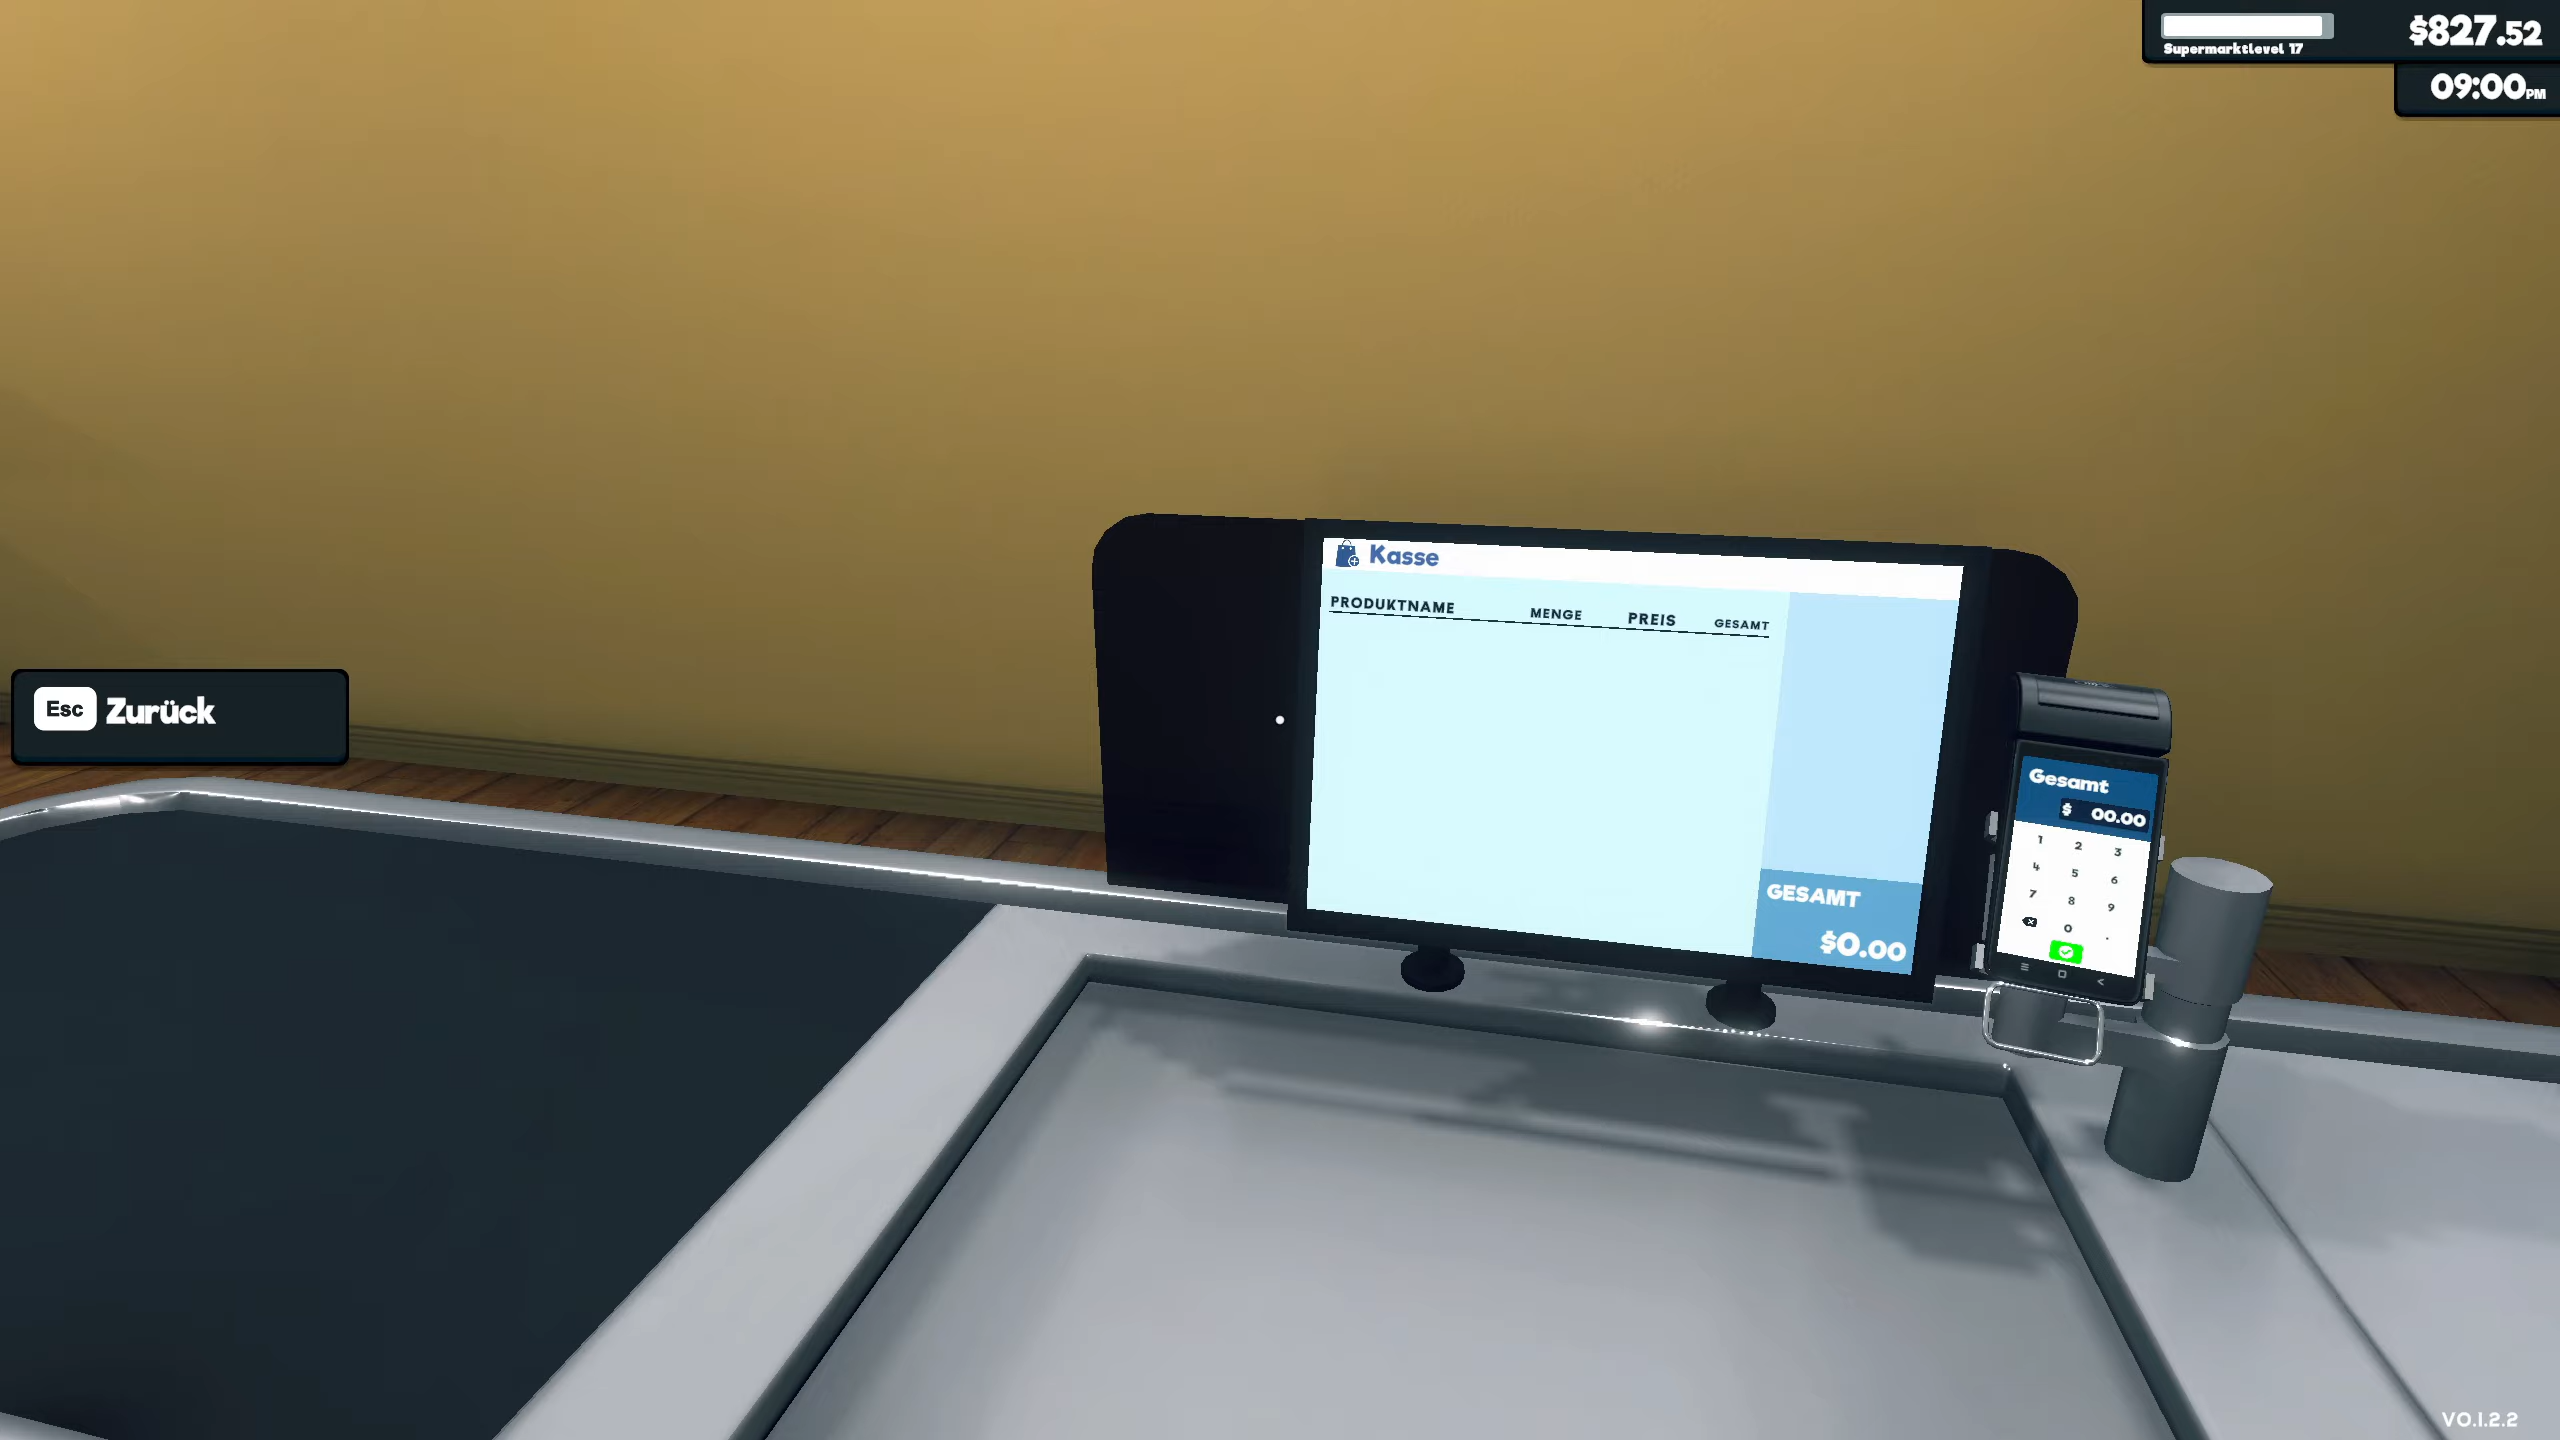 $827.52
Supermarktlevel 17
09:00PM
Kasse
PRODUKTNAME MENGE PREIS GESAMT
Esc Zurück
Gesamt
$ 00.00
1 2 3
4 5 6
7 8 9
0 .
GESAMT
$0.00
V0.1.2.2